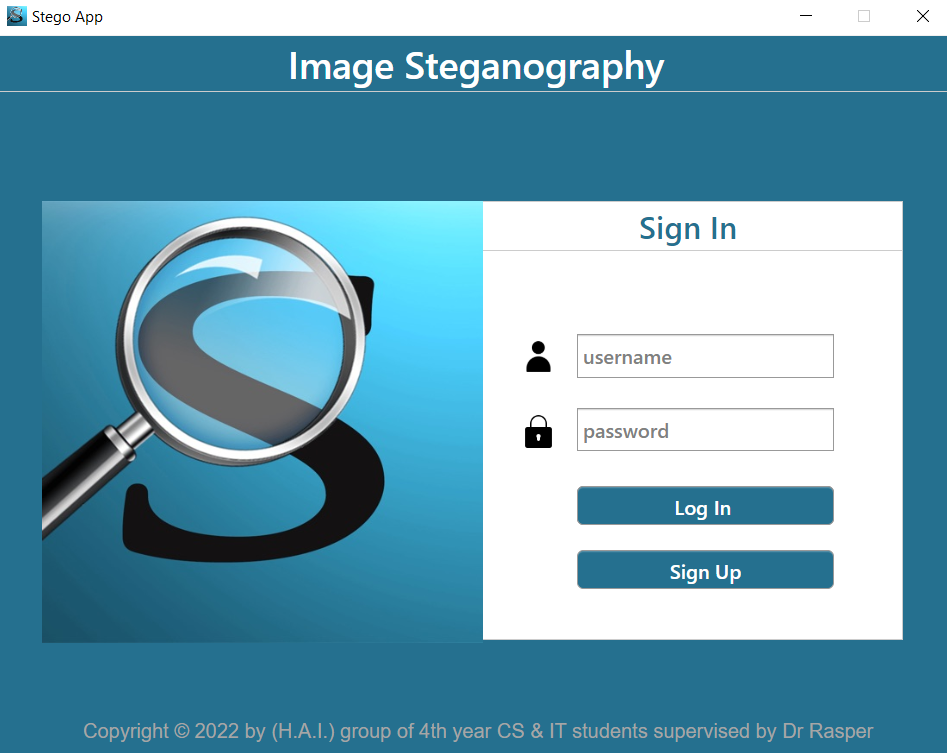 Stego App
Image Steganography
Sign In
username
password
Log In
Sign Up
Copyright © 2022 by (H.A.I.) group of 4th year CS & IT students supervised by Dr Rasper